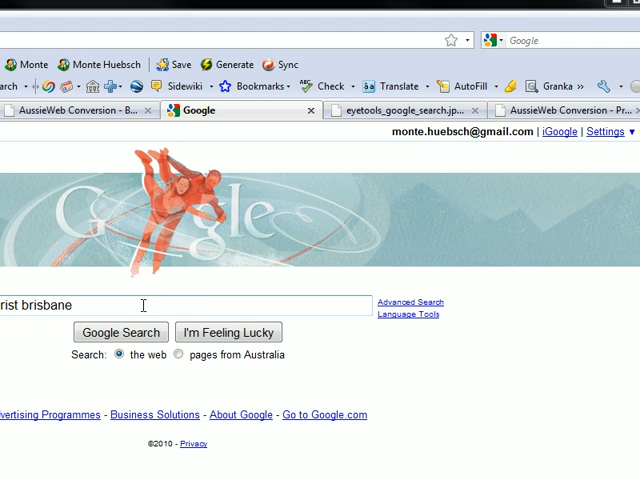 Google
Monte Monte Huebsch Save Generate Sync
arch Sidewiki Bookmarks Check Translate AutoFill Granka »
AussieWeb Conversion - B... Google eyetools_google_search.jp... AussieWeb Conversion - Pr...
monte.huebsch@gmail.com | iGoogle | Settings
Google
rist brisbane
Advanced Search
Language Tools
Google Search I'm Feeling Lucky
Search: the web pages from Australia
vertising Programmes - Business Solutions - About Google - Go to Google.com
©2010 - Privacy